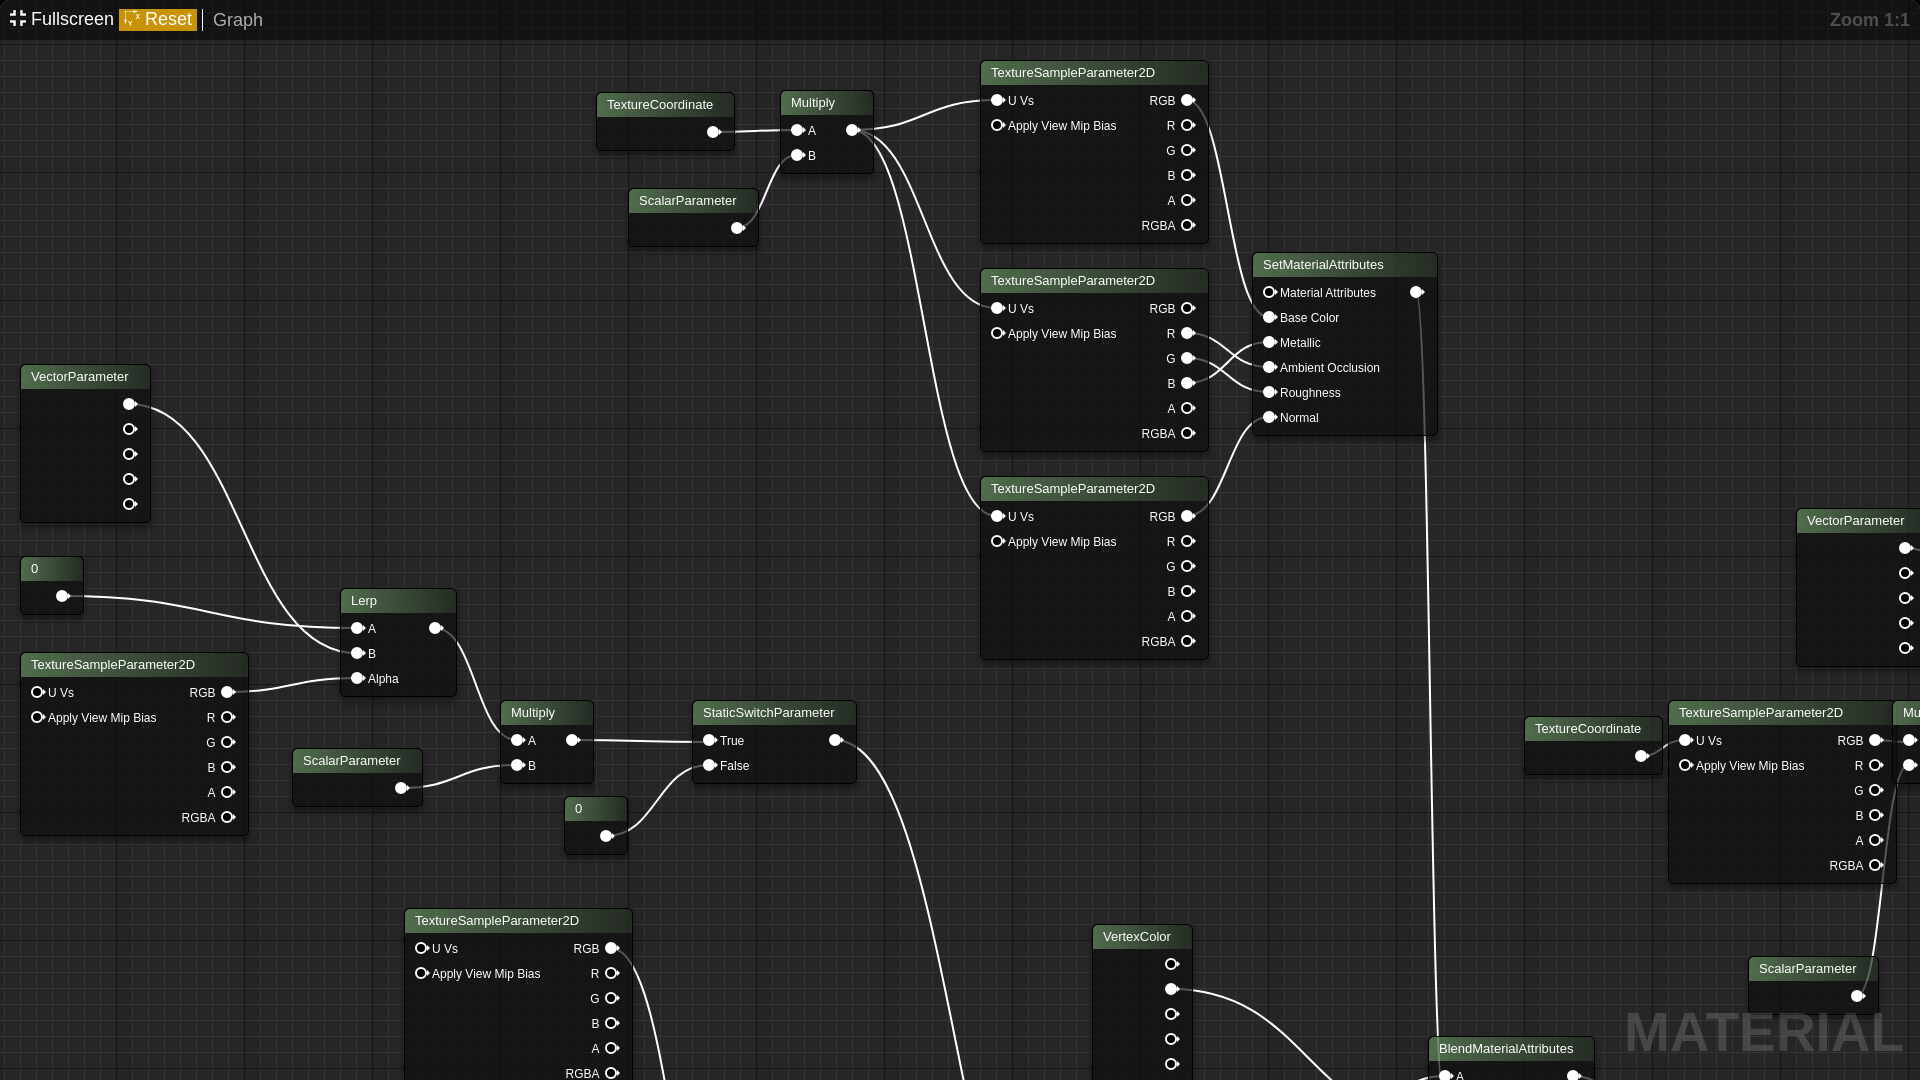 Fullscreen Reset Graph Zoom 1:1
TextureCoordinate
Multiply
A
B
ScalarParameter
TextureSampleParameter2D
U Vs RGB
Apply View Mip Bias R
G
B
A
RGBA
TextureSampleParameter2D
U Vs RGB
Apply View Mip Bias R
G
B
A
RGBA
SetMaterialAttributes
Material Attributes
Base Color
Metallic
Ambient Occlusion
Roughness
Normal
TextureSampleParameter2D
U Vs RGB
Apply View Mip Bias R
G
B
A
RGBA
VectorParameter
0
Lerp
A
B
Alpha
TextureSampleParameter2D
U Vs RGB
Apply View Mip Bias R
G
B
A
RGBA
ScalarParameter
Multiply
A
B
StaticSwitchParameter
True
False
0
TextureSampleParameter2D
U Vs RGB
Apply View Mip Bias R
G
B
A
RGBA
VertexColor
VectorParameter
TextureCoordinate
TextureSampleParameter2D
U Vs RGB
Apply View Mip Bias R
G
B
A
RGBA
Mu
ScalarParameter
BlendMaterialAttributes
A
MATERIAL